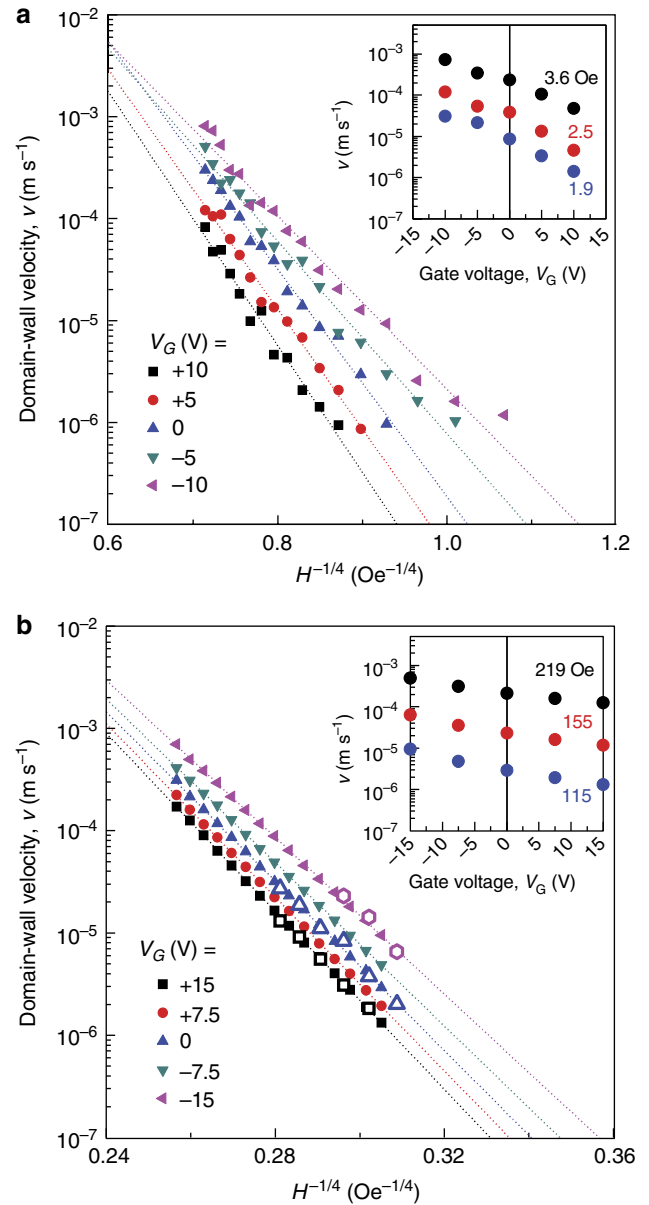 a
10⁻²
10⁻³
10⁻⁴
10⁻⁵
10⁻⁶
10⁻⁷
Domain-wall velocity, v (m s⁻¹)
0.6 0.8 1.0 1.2
H⁻¹/⁴ (Oe⁻¹/⁴)
V_G (V) =
+10
+5
0
−5
−10
10⁻³
10⁻⁴
10⁻⁵
10⁻⁶
10⁻⁷
v (m s⁻¹)
3.6 Oe
2.5
1.9
−15 −10 −5 0 5 10 15
Gate voltage, V_G (V)
b
10⁻²
10⁻³
10⁻⁴
10⁻⁵
10⁻⁶
10⁻⁷
Domain-wall velocity, v (m s⁻¹)
0.24 0.28 0.32 0.36
H⁻¹/⁴ (Oe⁻¹/⁴)
V_G (V) =
+15
+7.5
0
−7.5
−15
10⁻³
10⁻⁴
10⁻⁵
10⁻⁶
10⁻⁷
v (m s⁻¹)
219 Oe
155
115
−15 −10 −5 0 5 10 15
Gate voltage, V_G (V)